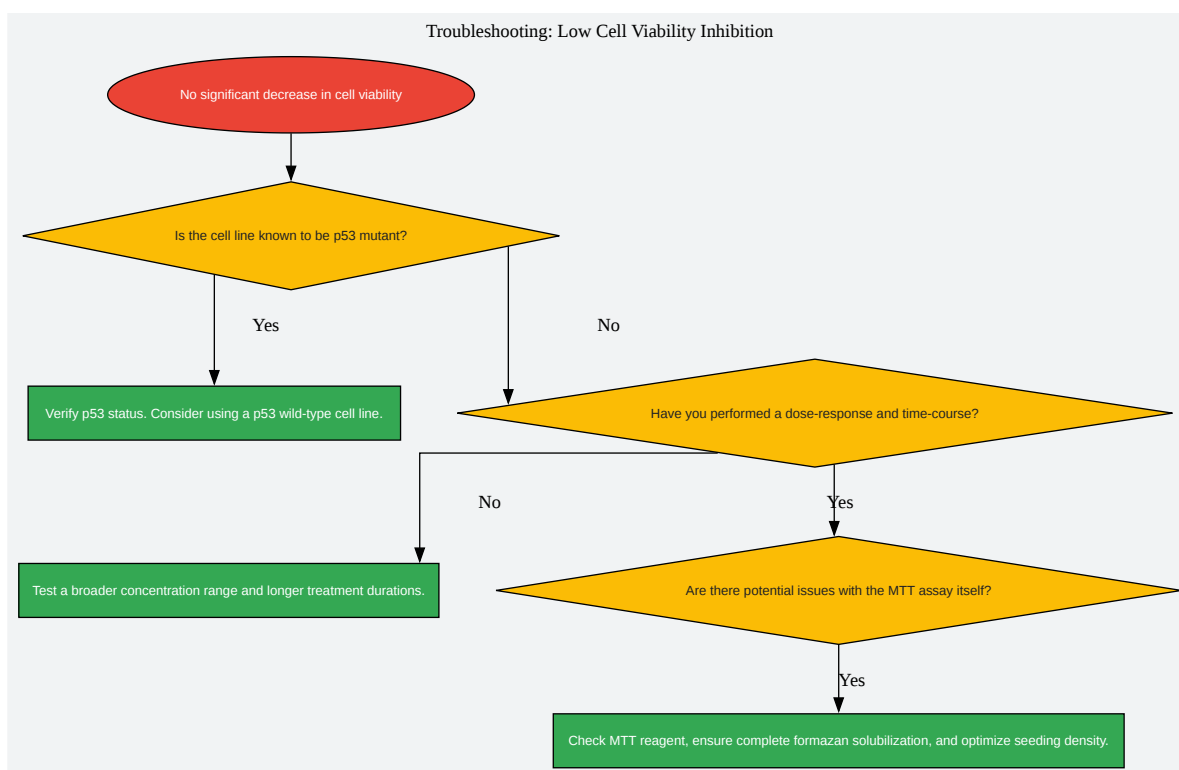 Troubleshooting: Low Cell Viability Inhibition
No significant decrease in cell viability
Is the cell line known to be p53 mutant?
Yes
No
Verify p53 status. Consider using a p53 wild-type cell line.
Have you performed a dose-response and time-course?
No
Yes
Test a broader concentration range and longer treatment durations.
Are there potential issues with the MTT assay itself?
Yes
Check MTT reagent, ensure complete formazan solubilization, and optimize seeding density.